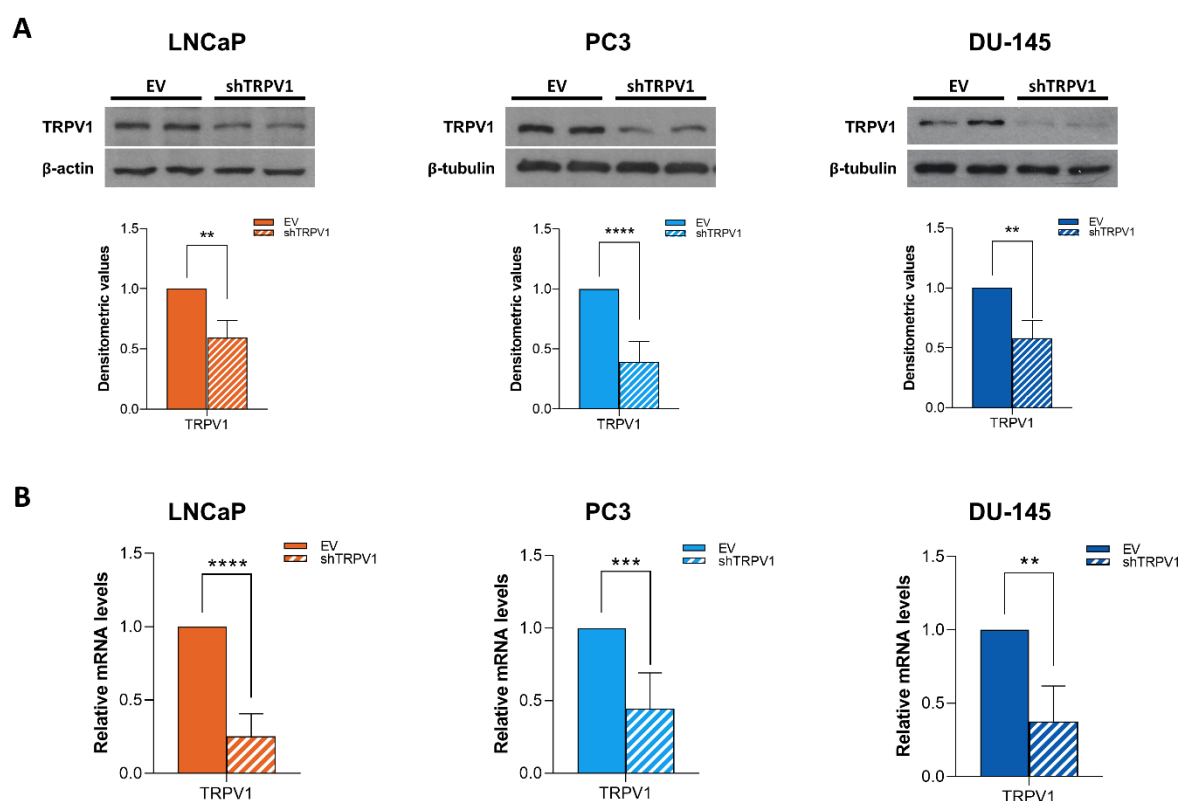 A
LNCaP
EV shTRPV1
TRPV1
β-actin
1.5
1.0
0.5
0.0
Densitometric values
**
EV
shTRPV1
TRPV1
PC3
EV shTRPV1
TRPV1
β-tubulin
1.5
1.0
0.5
0.0
Densitometric values
****
EV
shTRPV1
TRPV1
DU-145
EV shTRPV1
TRPV1
β-tubulin
1.5
1.0
0.5
0.0
Densitometric values
**
EV
shTRPV1
TRPV1
B
LNCaP
1.5
1.0
0.5
0.0
Relative mRNA levels
****
EV
shTRPV1
TRPV1
PC3
1.5
1.0
0.5
0.0
Relative mRNA levels
***
EV
shTRPV1
TRPV1
DU-145
1.5
1.0
0.5
0.0
Relative mRNA levels
**
EV
shTRPV1
TRPV1